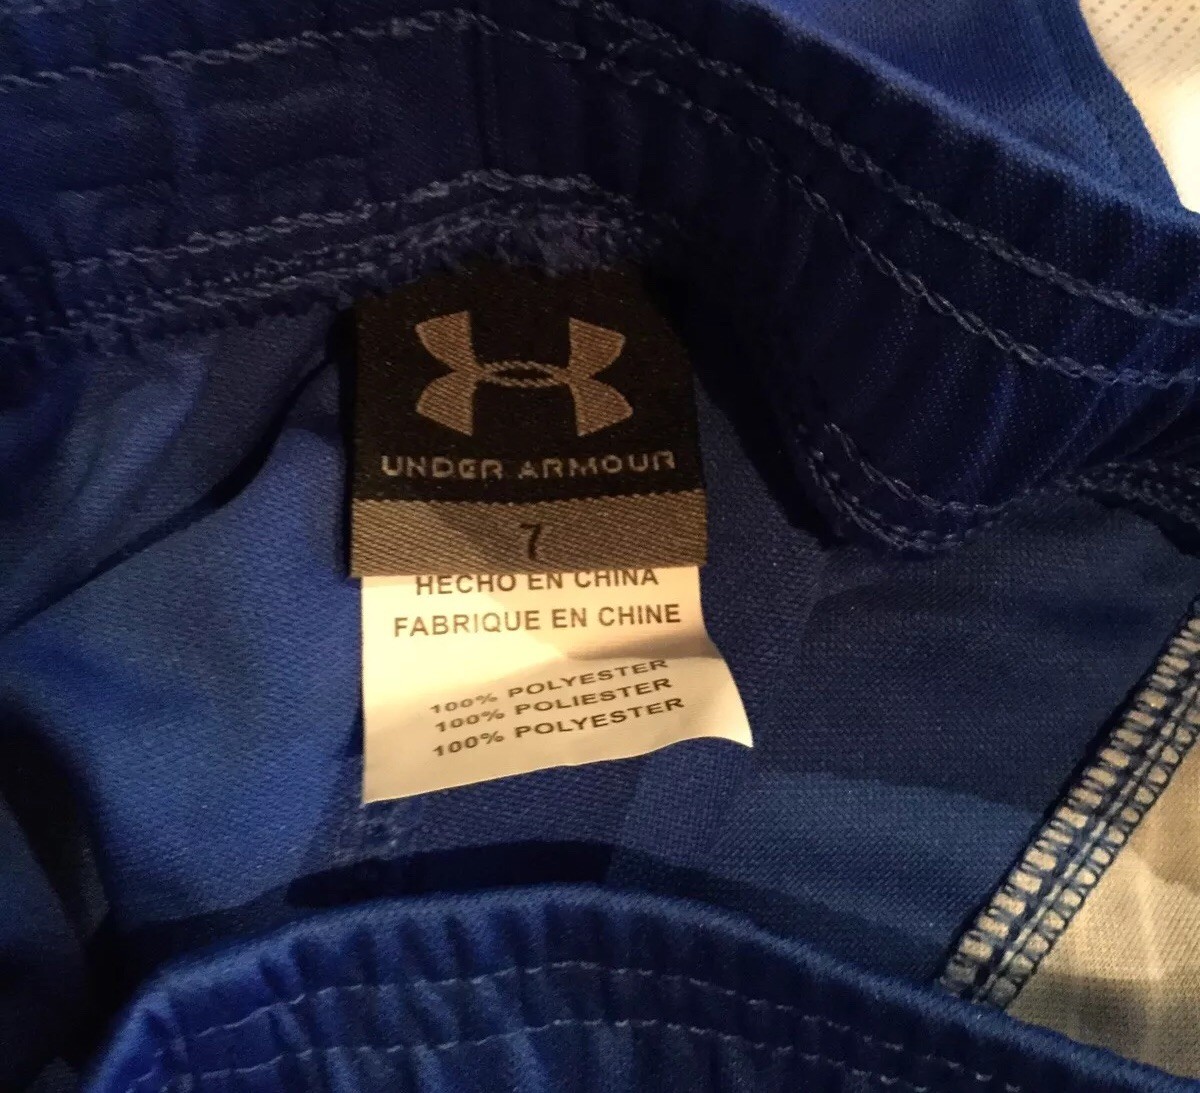 UNDER ARMOUR
7
HECHO EN CHINA
FABRIQUE EN CHINE
100% POLYESTER
100% POLIESTER
100% POLYESTER